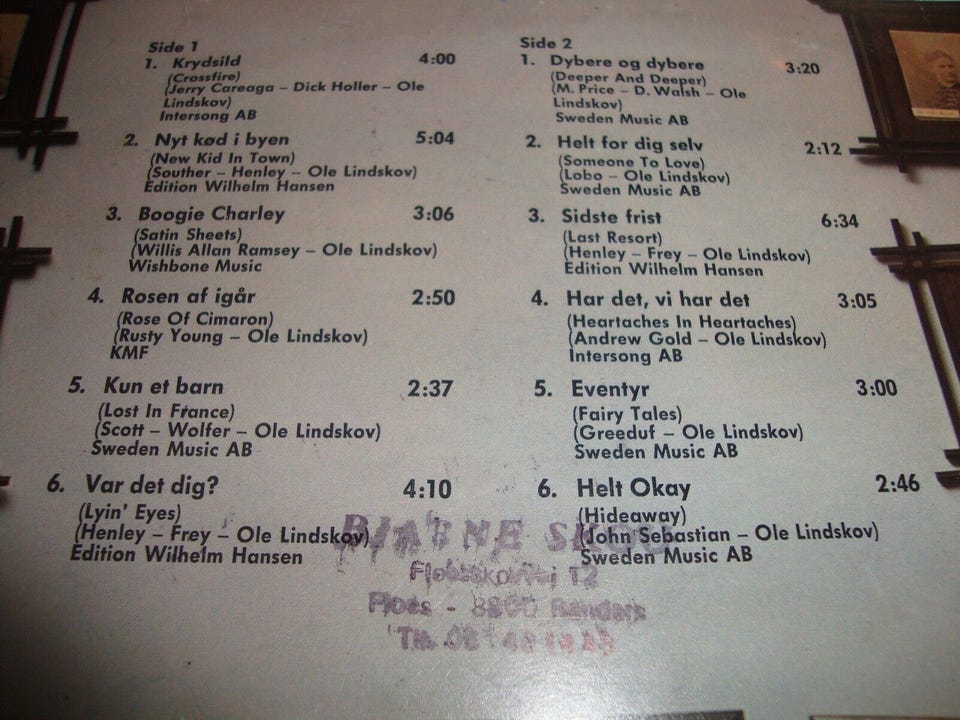 Side 1
1. Krydsild 4:00
(Crossfire)
(Jerry Careaga – Dick Holler – Ole
Lindskov)
Intersong AB
2. Nyt kød i byen 5:04
(New Kid In Town)
(Souther – Henley – Ole Lindskov)
Edition Wilhelm Hansen
3. Boogie Charley 3:06
(Satin Sheets)
(Willis Allan Ramsey – Ole Lindskov)
Wishbone Music
4. Rosen af igår 2:50
(Rose Of Cimaron)
(Rusty Young – Ole Lindskov)
KMF
5. Kun et barn 2:37
(Lost In France)
(Scott – Wolfer – Ole Lindskov)
Sweden Music AB
6. Var det dig? 4:10
(Lyin' Eyes)
(Henley – Frey – Ole Lindskov)
Edition Wilhelm Hansen
Side 2
1. Dybere og dybere 3:20
(Deeper And Deeper)
(M. Price – D. Walsh – Ole
Lindskov)
Sweden Music AB
2. Helt for dig selv 2:12
(Someone To Love)
(Lobo – Ole Lindskov)
Sweden Music AB
3. Sidste frist 6:34
(Last Resort)
(Henley – Frey – Ole Lindskov)
Edition Wilhelm Hansen
4. Har det, vi har det 3:05
(Heartaches In Heartaches)
(Andrew Gold – Ole Lindskov)
Intersong AB
5. Eventyr 3:00
(Fairy Tales)
(Greeduf – Ole Lindskov)
Sweden Music AB
6. Helt Okay 2:46
(Hideaway)
(John Sebastian – Ole Lindskov)
Sweden Music AB
BJARNE
Randers